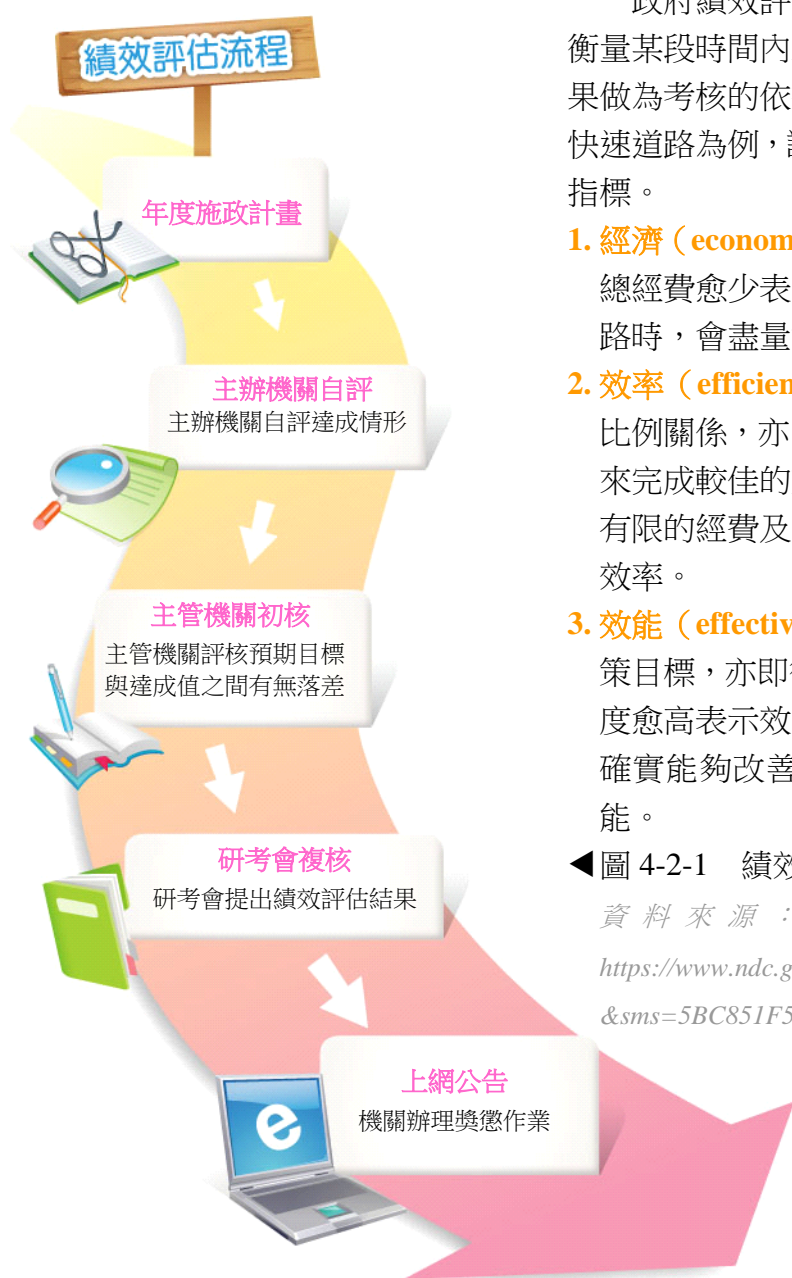 績效評估流程
年度施政計畫
主辦機關自評
主辦機關自評達成情形
主管機關初核
主管機關評核預期目標
與達成值之間有無落差
研考會複核
研考會提出績效評估結果
上網公告
機關辦理獎懲作業
e
政府績效評
衡量某段時間內
果做為考核的依
快速道路為例，
指標。
1. 經濟（econom
總經費愈少表
路時，會盡量
2. 效率（efficien
比例關係，亦
來完成較佳的
有限的經費及
效率。
3. 效能（effectiv
策目標，亦即
度愈高表示效
確實能夠改善
能。
◀圖 4-2-1 績效
資料來源：
https://www.ndc.g
&sms=5BC851F5